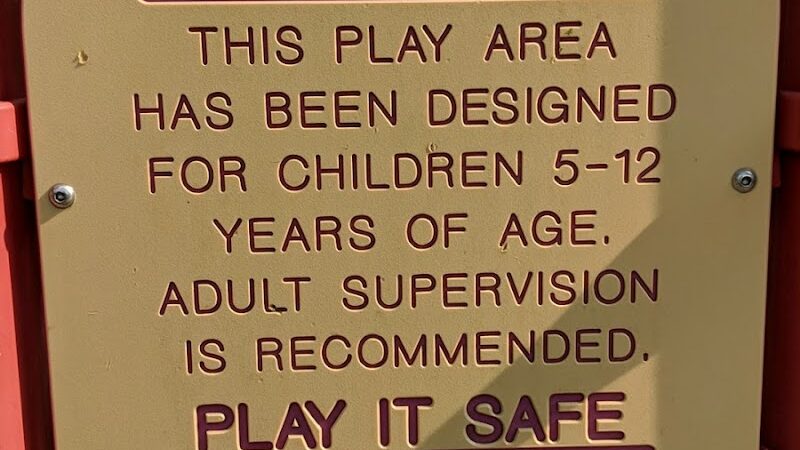 THIS PLAY AREA
HAS BEEN DESIGNED
FOR CHILDREN 5-12
YEARS OF AGE.
ADULT SUPERVISION
IS RECOMMENDED.
PLAY IT SAFE